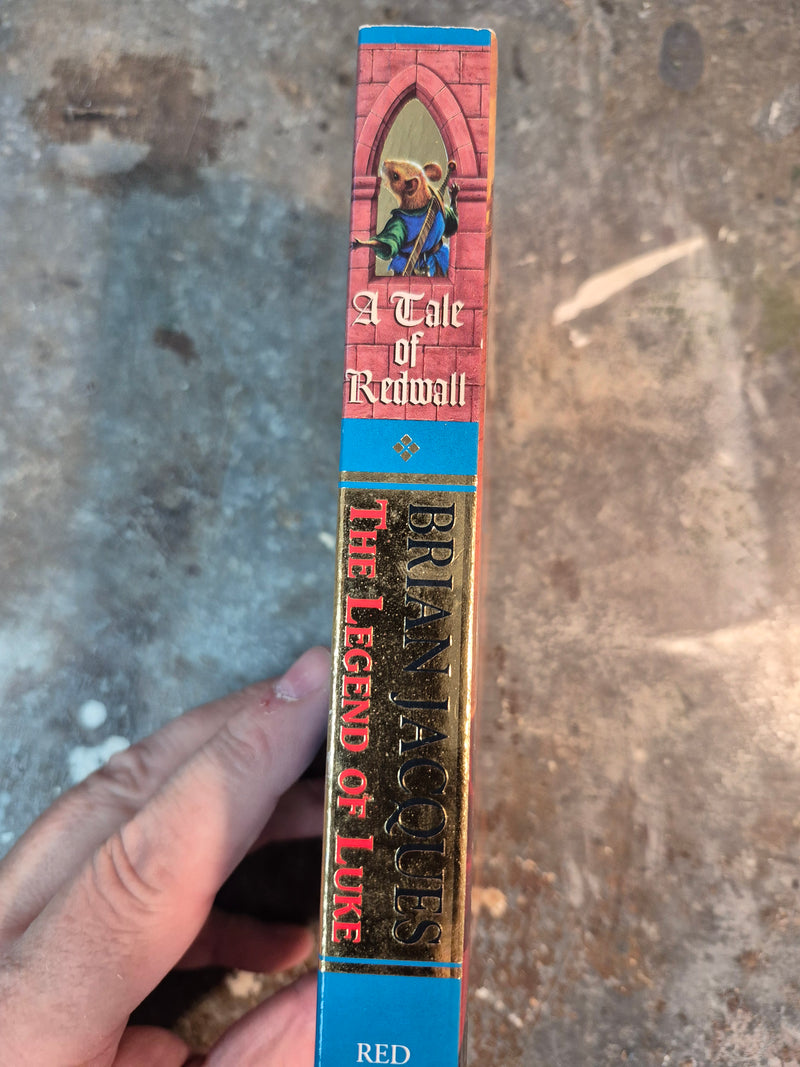 A Tale
of
Redwall
BRIAN JACQUES
THE LEGEND OF LUKE
RED